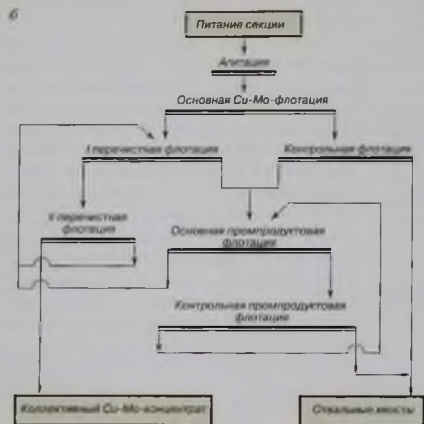 б
Питание секции
Агитация
Основная Cu-Mo-флотация
I перечистная флотация
Контрольная флотация
II перечистная
флотация
Основная промпродуктовая
флотация
Контрольная промпродуктовая
флотация
Коллективный Cu-Mo-концентрат
Отвальные хвосты